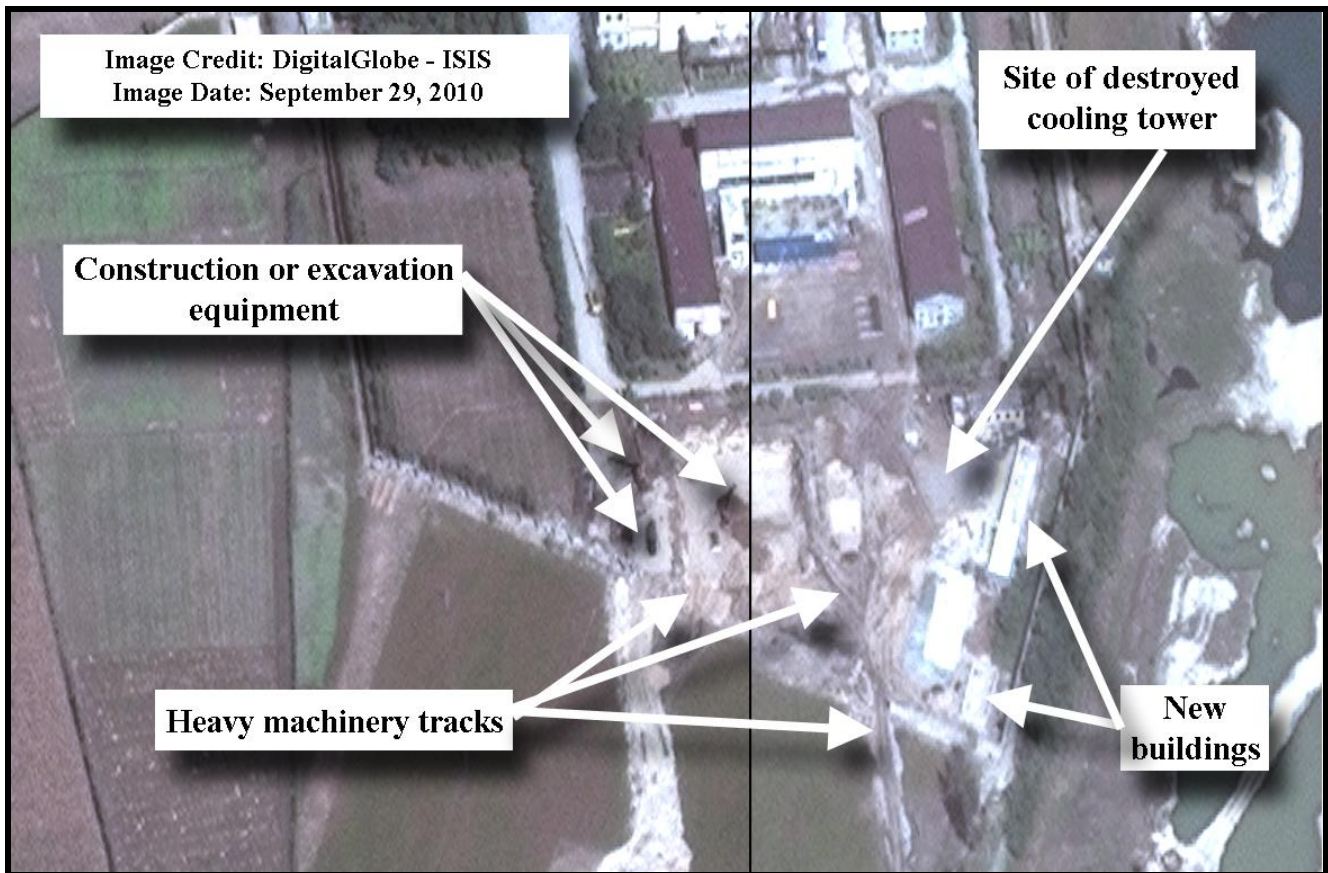 Image Credit: DigitalGlobe - ISIS
Image Date: September 29, 2010
Site of destroyed
cooling tower
Construction or excavation
equipment
Heavy machinery tracks
New
buildings